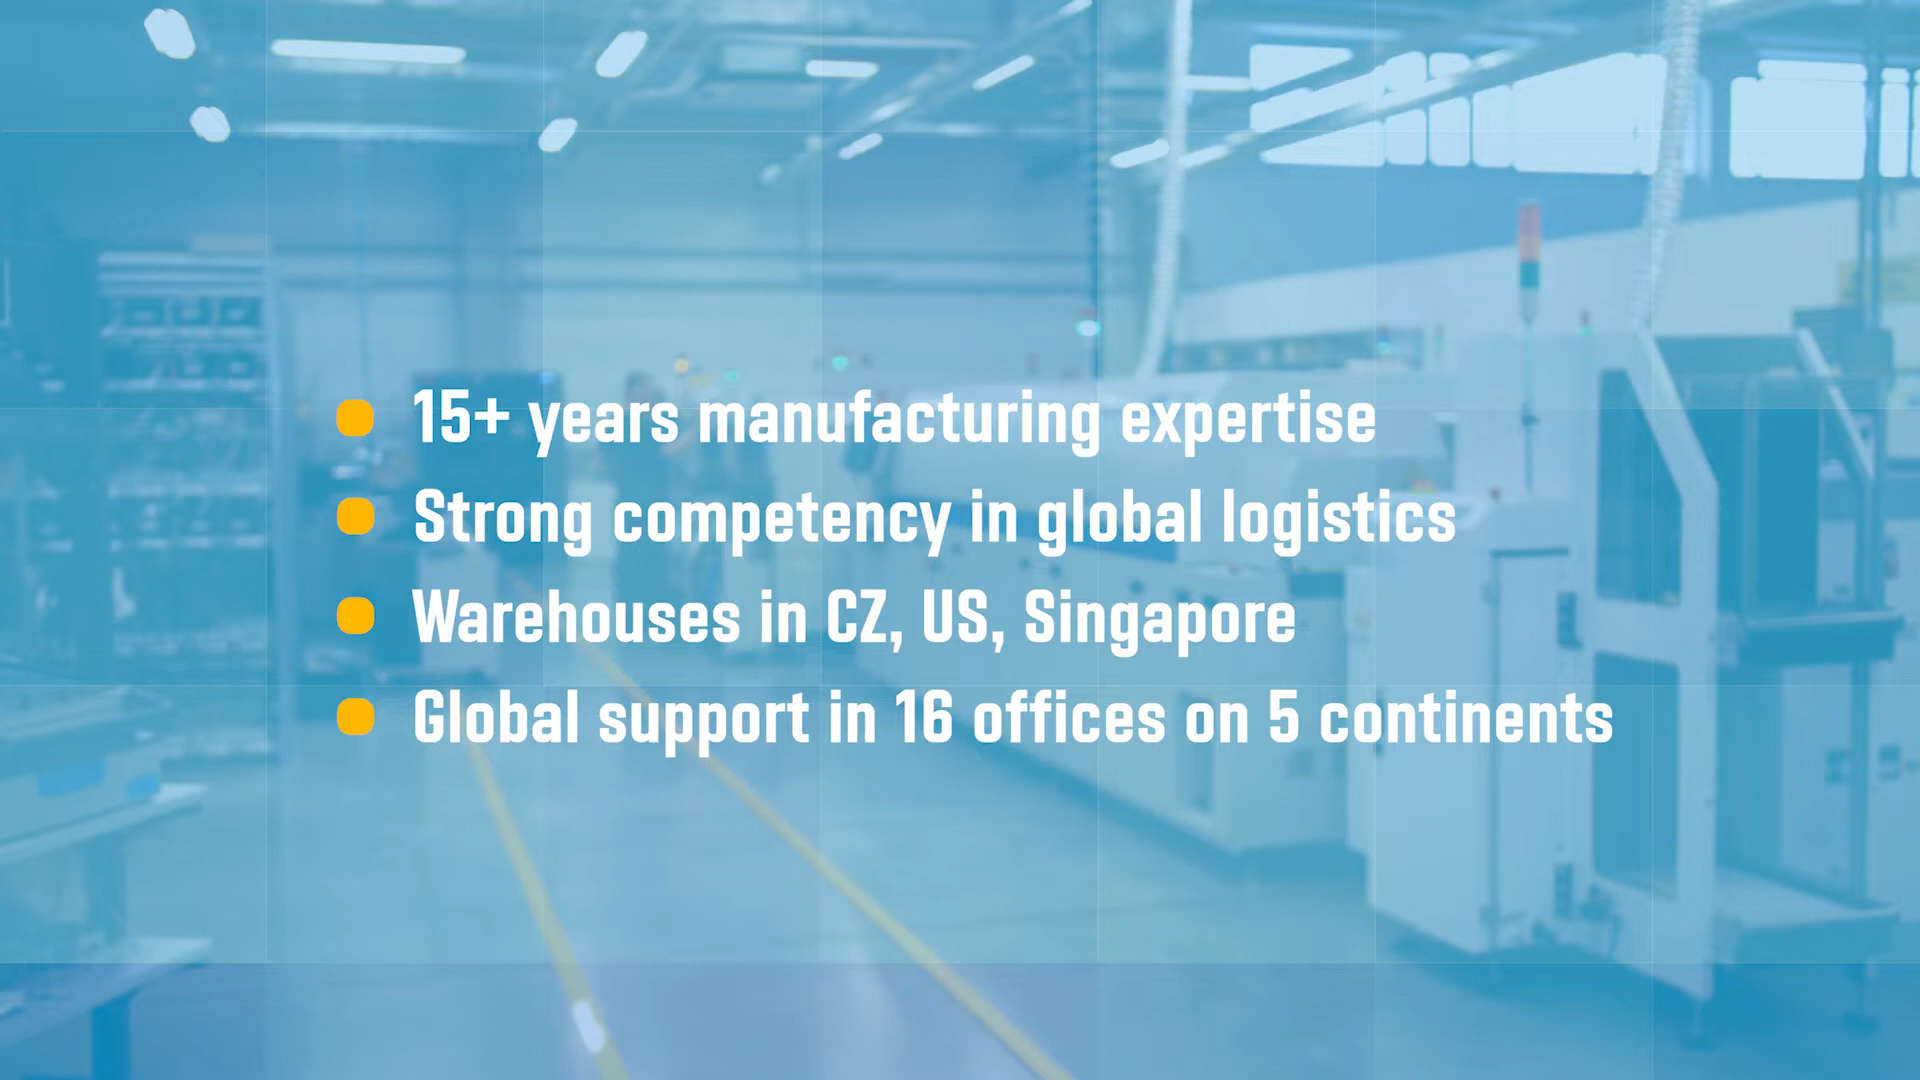 15+ years manufacturing expertise
Strong competency in global logistics
Warehouses in CZ, US, Singapore
Global support in 16 offices on 5 continents